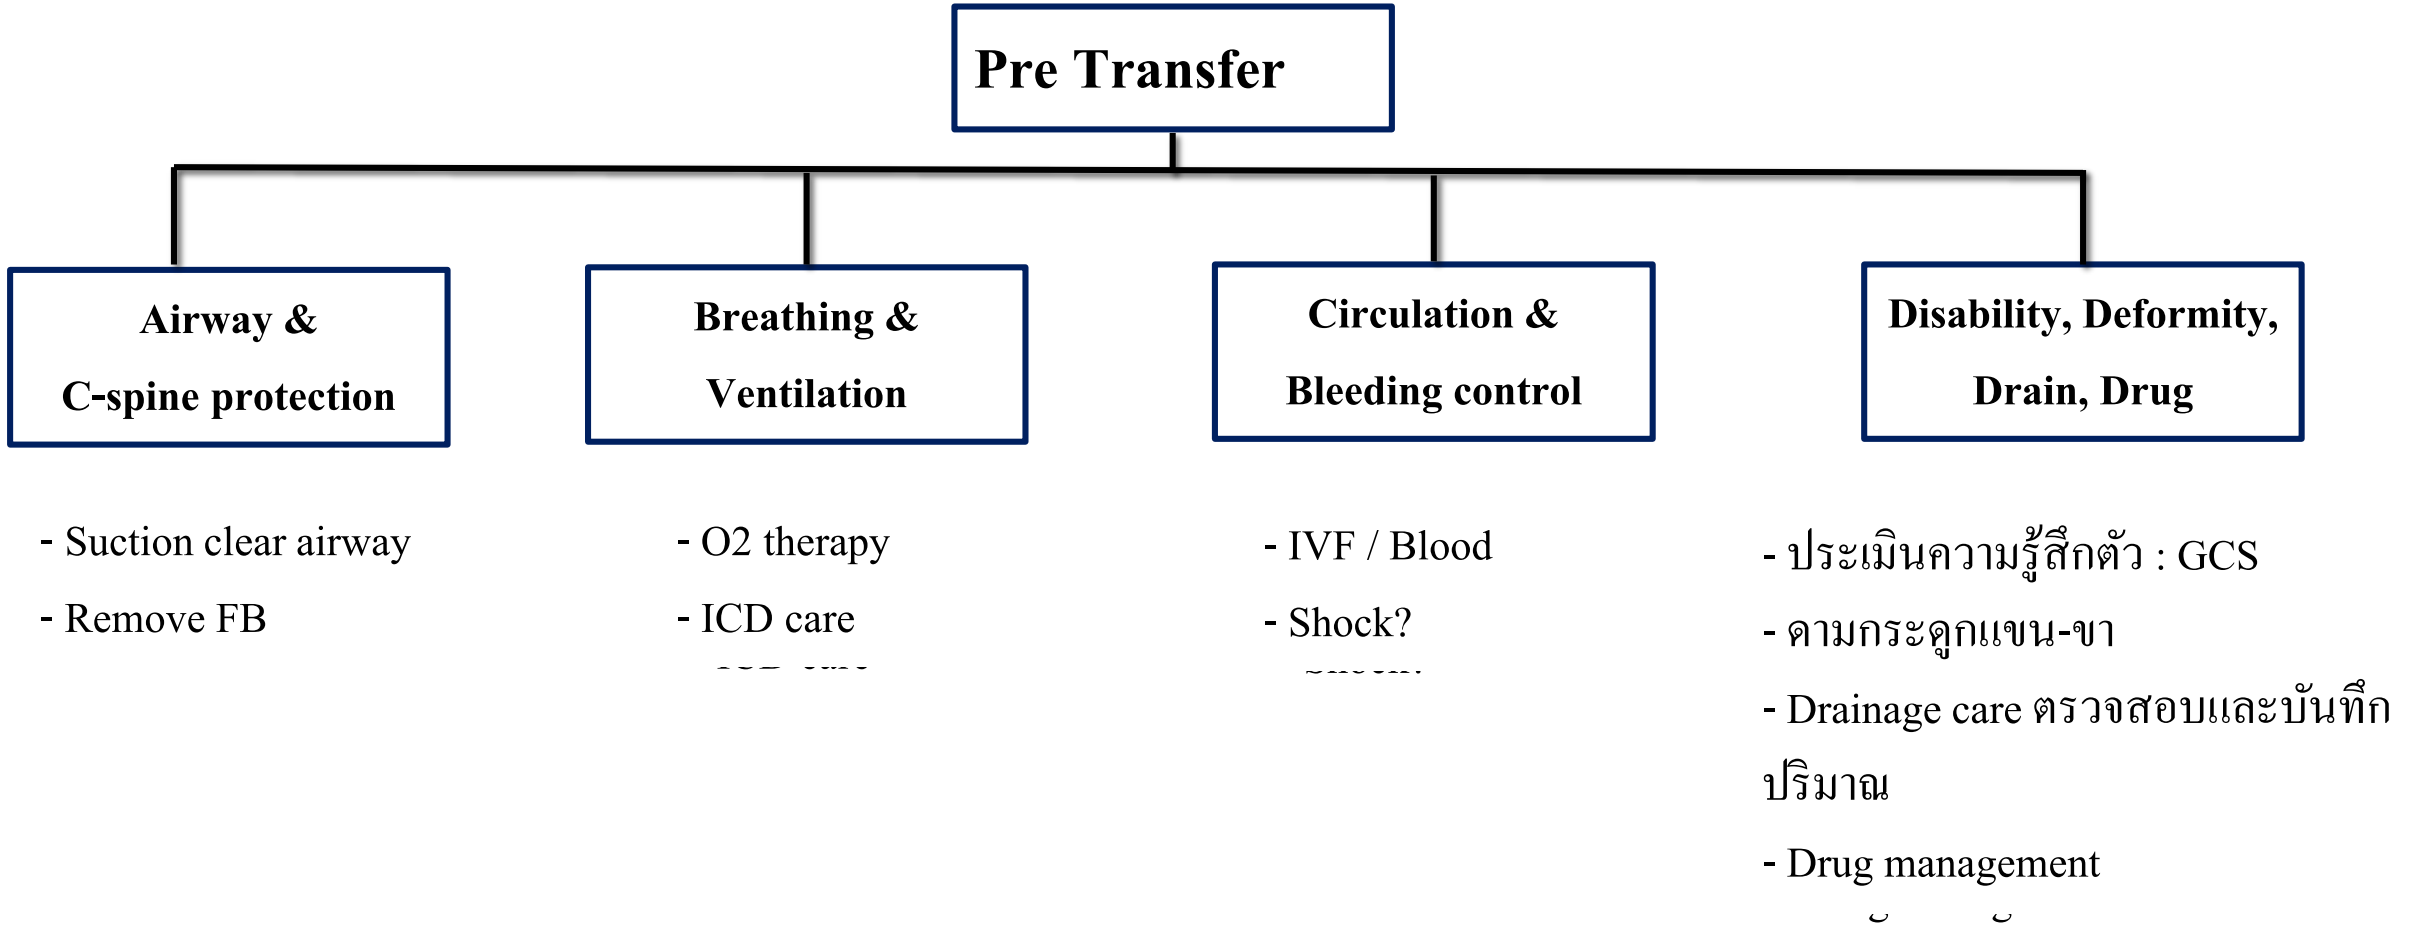 Pre Transfer
Airway &
C-spine protection
- Suction clear airway
- Remove FB
Breathing &
Ventilation
- O2 therapy
- ICD care
Circulation &
Bleeding control
- IVF / Blood
- Shock?
Disability, Deformity,
Drain, Drug
- ประเมินความรู้สึกตัว : GCS
- ดามกระดูกแขน-ขา
- Drainage care ตรวจสอบและบันทึก
ปริมาณ
- Drug management